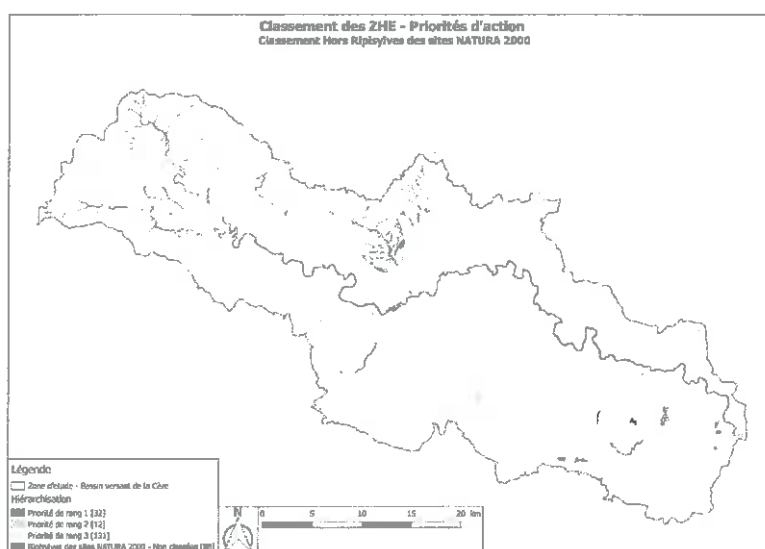 Classement des ZHE - Priorités d'action
Classement Hors Ripisylves des sites NATURA 2000
Légende
Zone d'étude - Bassin versant de la Cèze
Hiérarchisation
Priorité de rang 1 [32]
Priorité de rang 2 [12]
Priorité de rang 3 [131]
Ripisylves des sites NATURA 2000 - Non classées
N
0 5 10 15 20 km